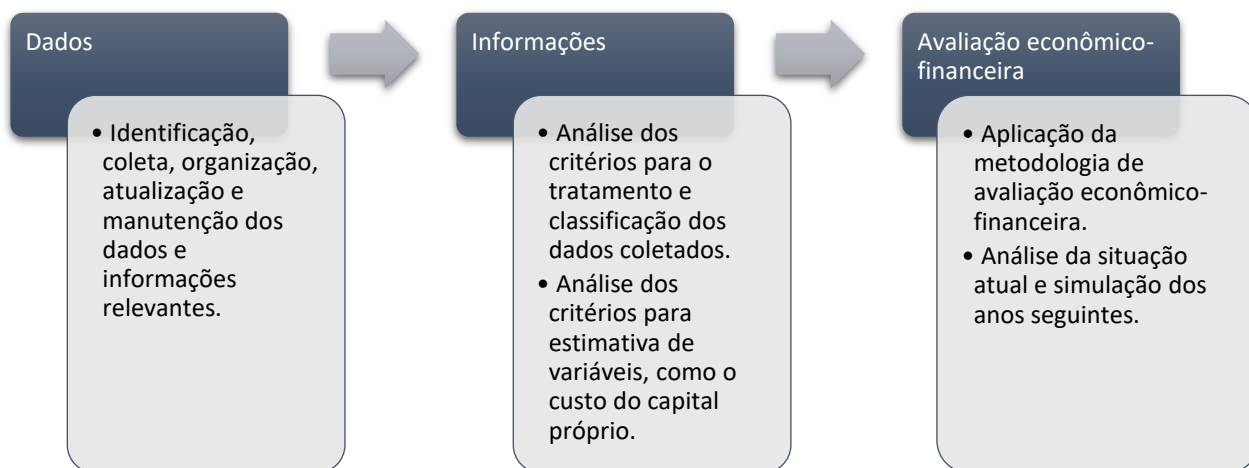 Dados
• Identificação,
coleta, organização,
atualização e
manutenção dos
dados e
informações
relevantes.
Informações
• Análise dos
critérios para o
tratamento e
classificação dos
dados coletados.
• Análise dos
critérios para
estimativa de
variáveis, como o
custo do capital
próprio.
Avaliação econômico-
financeira
• Aplicação da
metodologia de
avaliação econômico-
financeira.
• Análise da situação
atual e simulação dos
anos seguintes.